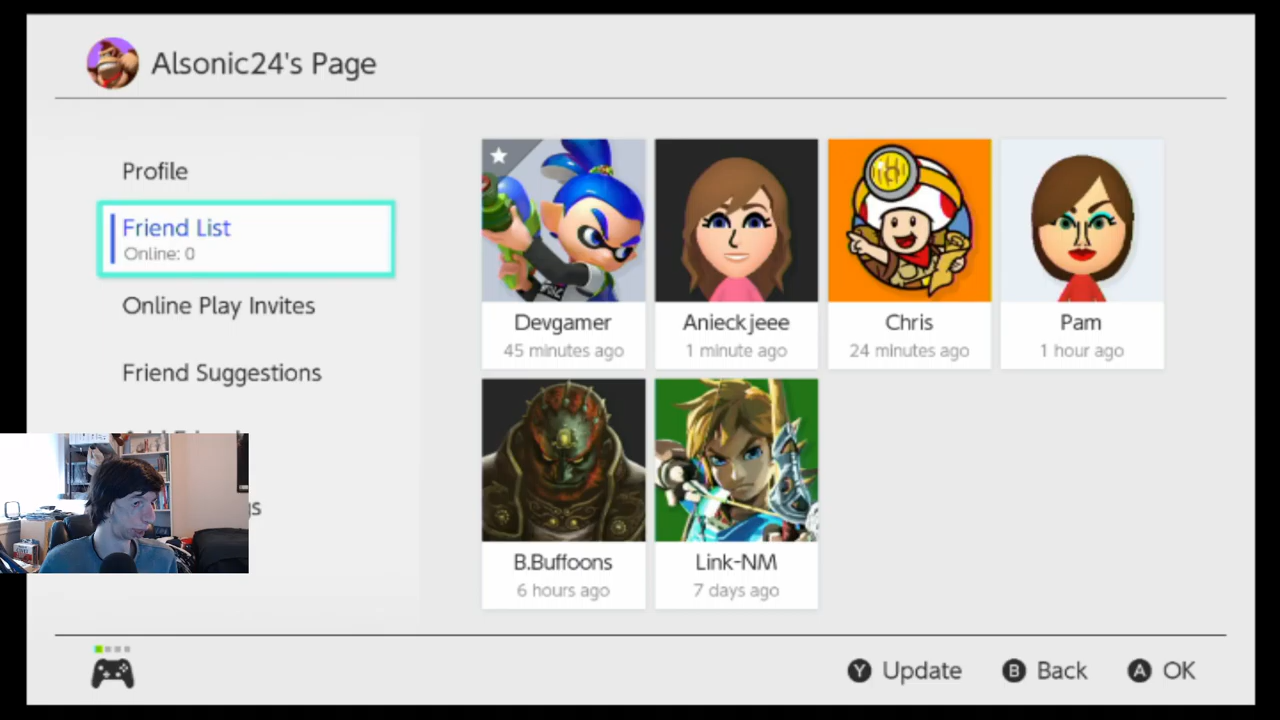 Alsonic24's Page
Profile
Friend List
Online: 0
Online Play Invites
Friend Suggestions
Devgamer
45 minutes ago
Anieckjeee
1 minute ago
Chris
24 minutes ago
Pam
1 hour ago
B.Buffoons
6 hours ago
Link-NM
7 days ago
Y Update
B Back
A OK